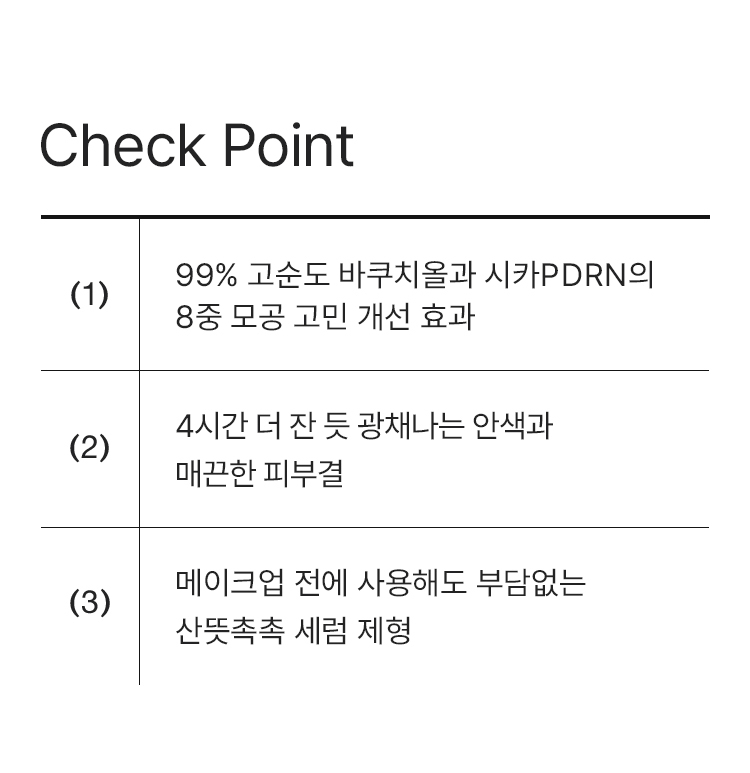 Check Point
(1)
99% 고순도 바쿠치올과 시카PDRN의
8중 모공 고민 개선 효과
(2)
4시간 더 잔 듯 광채나는 안색과
매끈한 피부결
(3)
메이크업 전에 사용해도 부담없는
산뜻촉촉 세럼 제형